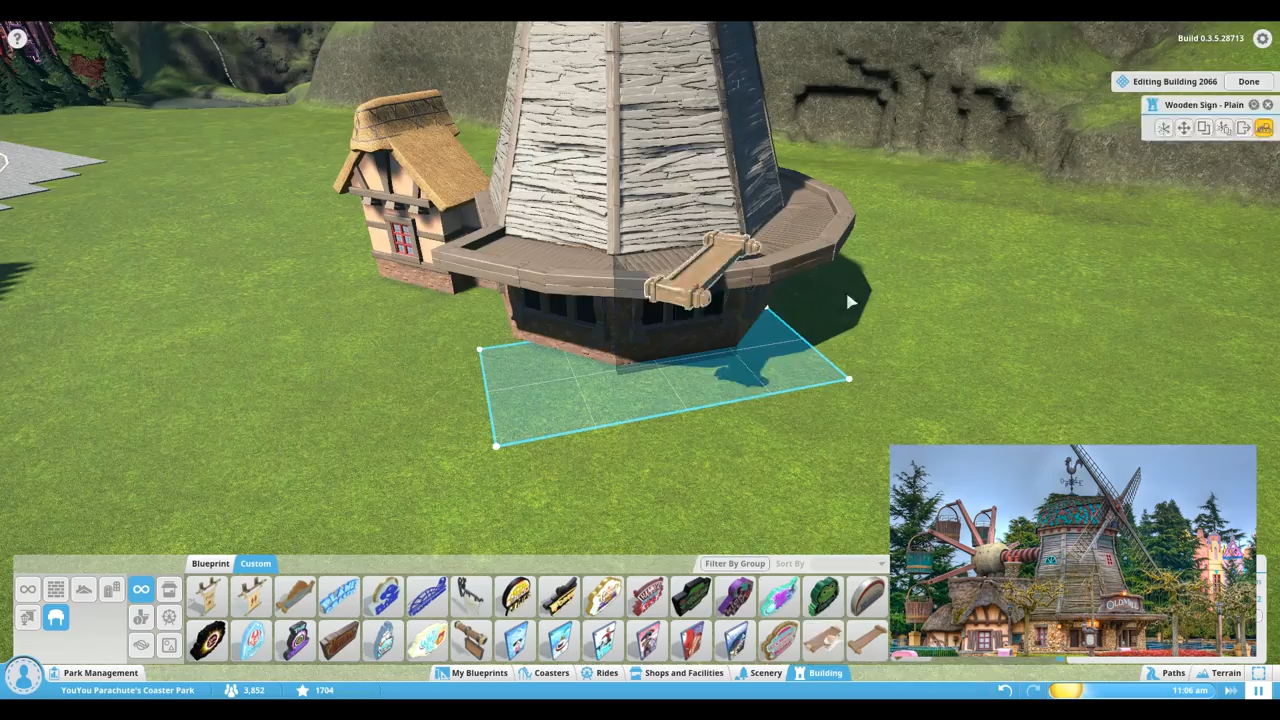 Build 0.3.5.28713
Editing Building 2066
Done
Wooden Sign - Plain
OLD MILL
Blueprint
Custom
Filter By Group
Sort By
Park Management
My Blueprints
Coasters
Rides
Shops and Facilities
Scenery
Building
Paths
Terrain
YouYou Parachute's Coaster Park
3,852
1704
11:06 am